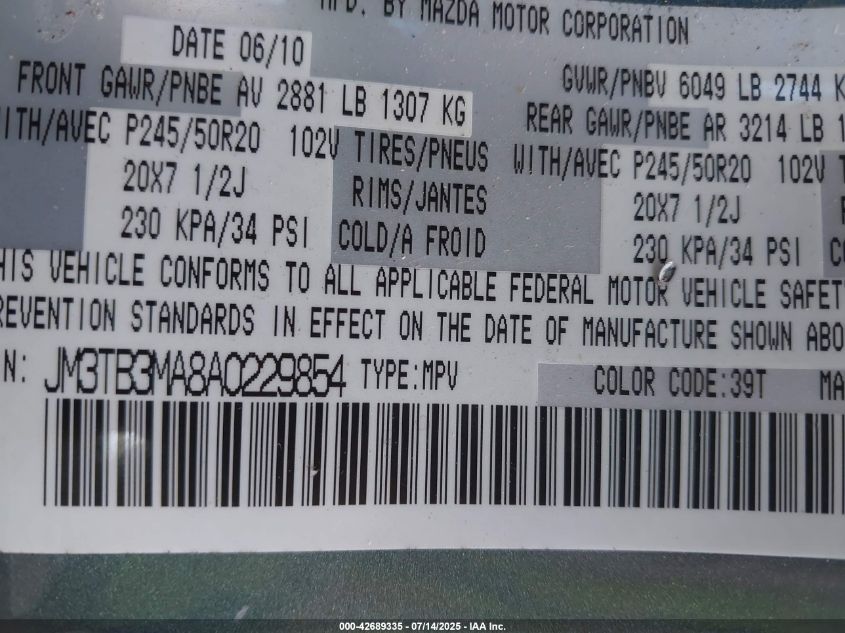 MFD. BY MAZDA MOTOR CORPORATION
DATE 06/10
GVWR/PNBV 6049 LB 2744 K
FRONT GAWR/PNBE AV 2881 LB 1307 KG
REAR GAWR/PNBE AR 3214 LB 1
WITH/AVEC P245/50R20 102V TIRES/PNEUS WITH/AVEC P245/50R20 102V T
20X7 1/2J RIMS/JANTES 20X7 1/2J
230 KPA/34 PSI COLD/A FROID 230 KPA/34 PSI CO
HIS VEHICLE CONFORMS TO ALL APPLICABLE FEDERAL MOTOR VEHICLE SAFET
REVENTION STANDARDS IN EFFECT ON THE DATE OF MANUFACTURE SHOWN ABO
N: JM3TB3MA8A0229854 TYPE:MPV COLOR CODE:39T MA
000-42689335 - 07/14/2025 - IAA Inc.